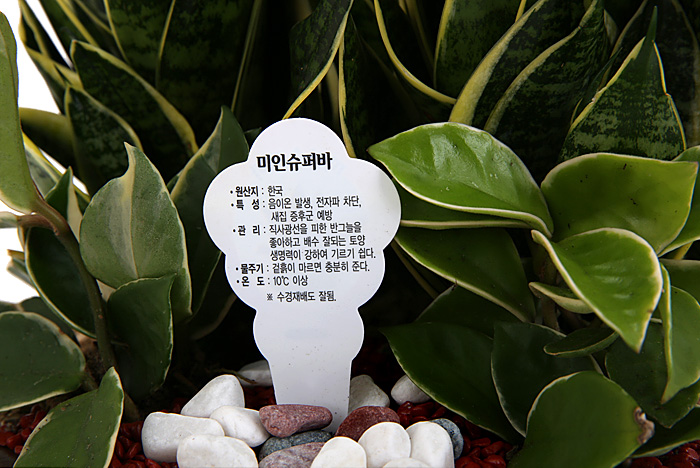 미인슈퍼바
• 원산지 : 한국
• 특 성 : 음이온 발생, 전자파 차단,
새집 증후군 예방
• 관 리 : 직사광선을 피한 반그늘을
좋아하고 배수 잘되는 토양
생명력이 강하여 기르기 쉽다.
• 물주기 : 겉흙이 마르면 충분히 준다.
• 온 도 : 10℃ 이상
※ 수경재배도 잘됨.